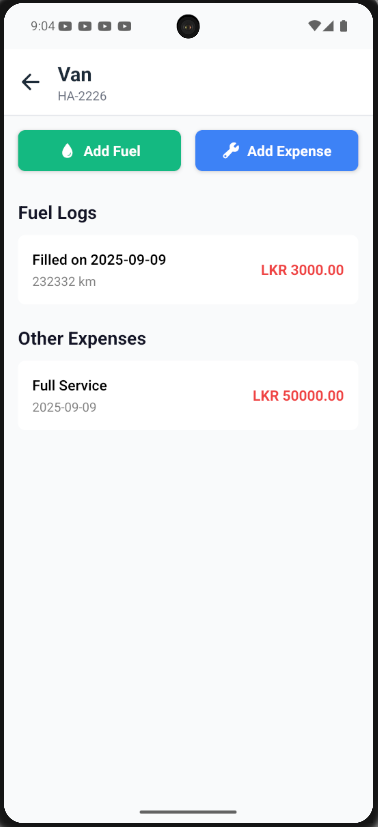 9:04
Van
HA-2226
Add Fuel
Add Expense
Fuel Logs
Filled on 2025-09-09
232332 km
LKR 3000.00
Other Expenses
Full Service
2025-09-09
LKR 50000.00